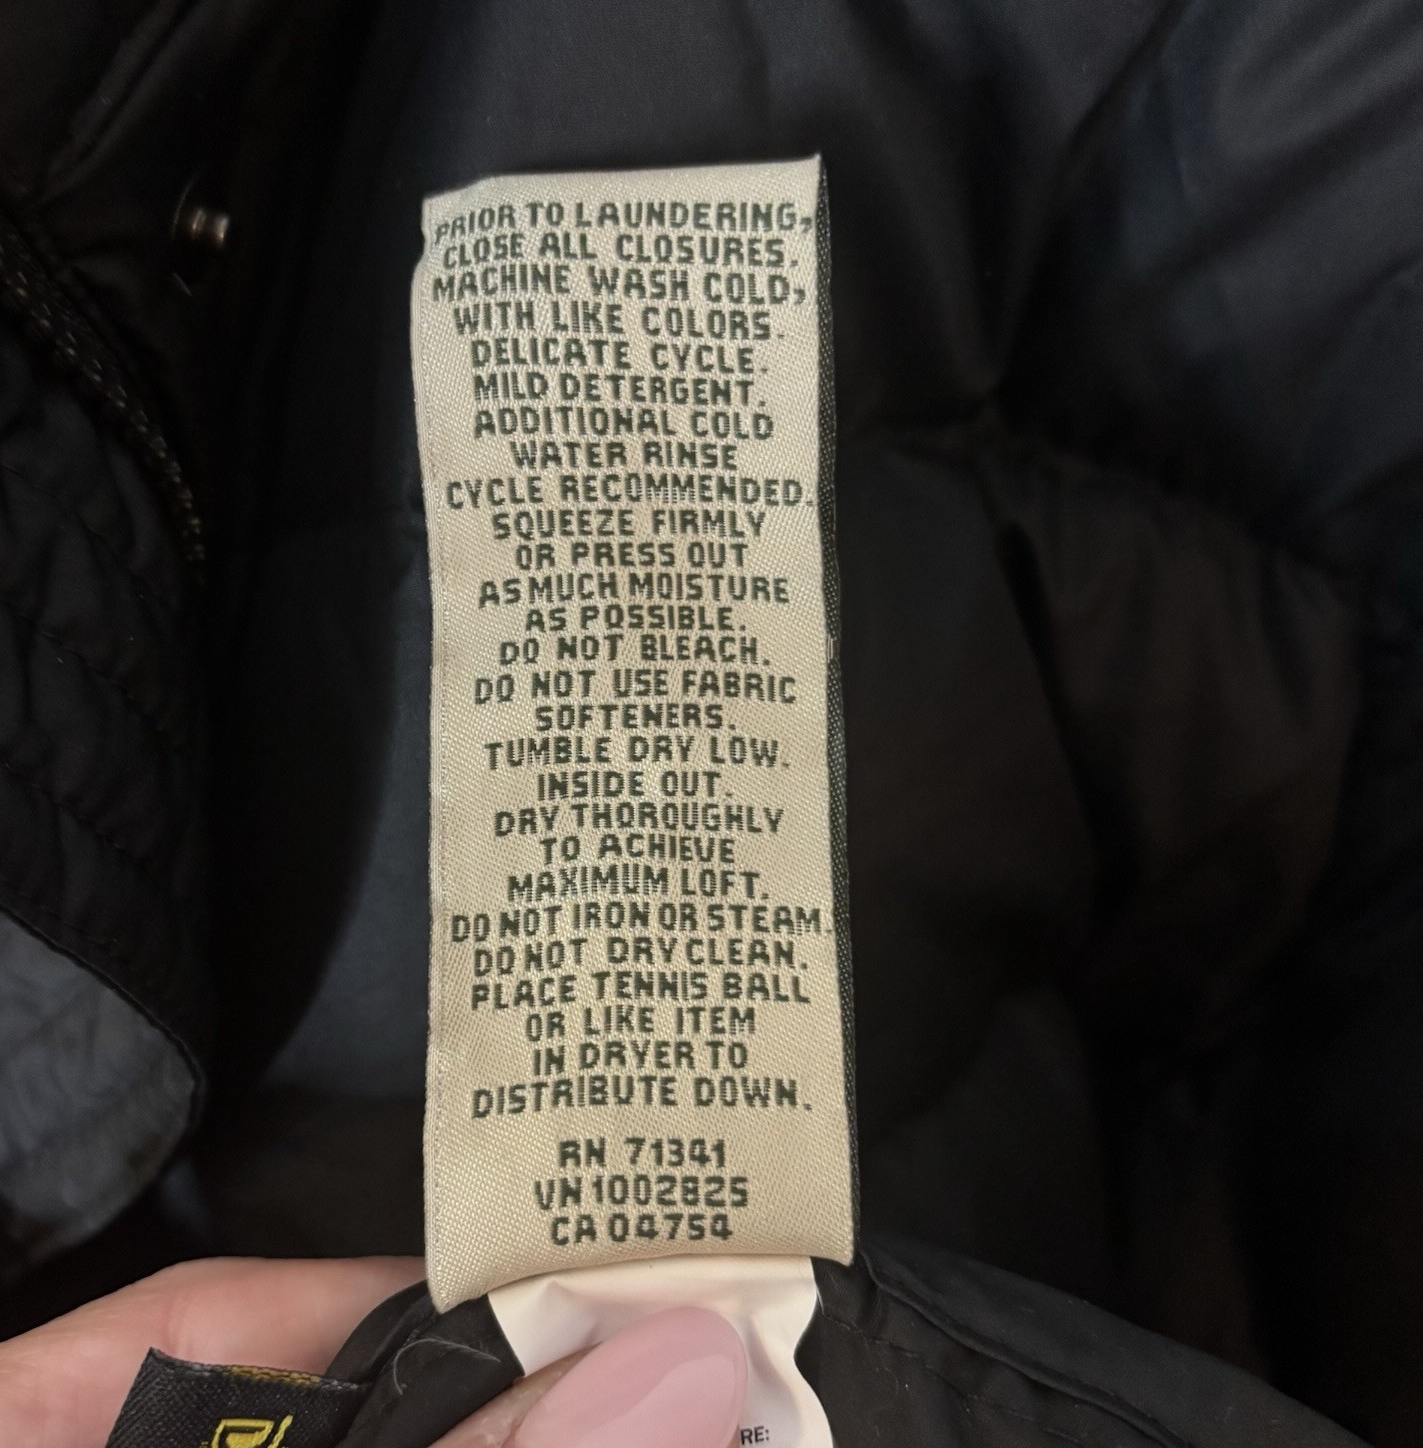 PRIOR TO LAUNDERING,
CLOSE ALL CLOSURES.
MACHINE WASH COLD,
WITH LIKE COLORS.
DELICATE CYCLE.
MILD DETERGENT.
ADDITIONAL COLD
WATER RINSE
CYCLE RECOMMENDED.
SQUEEZE FIRMLY
OR PRESS OUT
AS MUCH MOISTURE
AS POSSIBLE.
DO NOT BLEACH.
DO NOT USE FABRIC
SOFTENERS.
TUMBLE DRY LOW.
INSIDE OUT.
DRY THOROUGHLY
TO ACHIEVE
MAXIMUM LOFT.
DO NOT IRON OR STEAM.
DO NOT DRYCLEAN.
PLACE TENNIS BALL
OR LIKE ITEM
IN DRYER TO
DISTRIBUTE DOWN.
RN 71341
VN 1002825
CA 04754
RE: